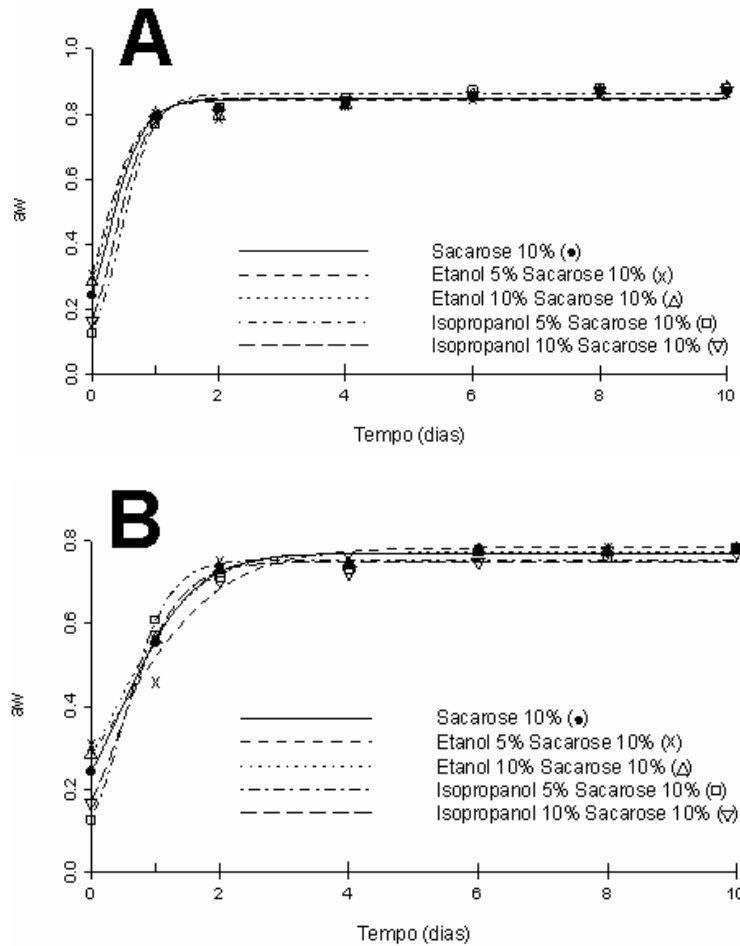 A
1.0
0.8
0.6
0.4
0.2
0.0
aw
Sacarose 10% (●)
Etanol 5% Sacarose 10% (x)
Etanol 10% Sacarose 10% (△)
Isopropanol 5% Sacarose 10% (□)
Isopropanol 10% Sacarose 10% (▽)
0 2 4 6 8 10
Tempo (dias)
B
0.8
0.6
0.4
0.2
0.0
aw
Sacarose 10% (●)
Etanol 5% Sacarose 10% (X)
Etanol 10% Sacarose 10% (△)
Isopropanol 5% Sacarose 10% (□)
Isopropanol 10% Sacarose 10% (▽)
0 2 4 6 8 10
Tempo (dias)